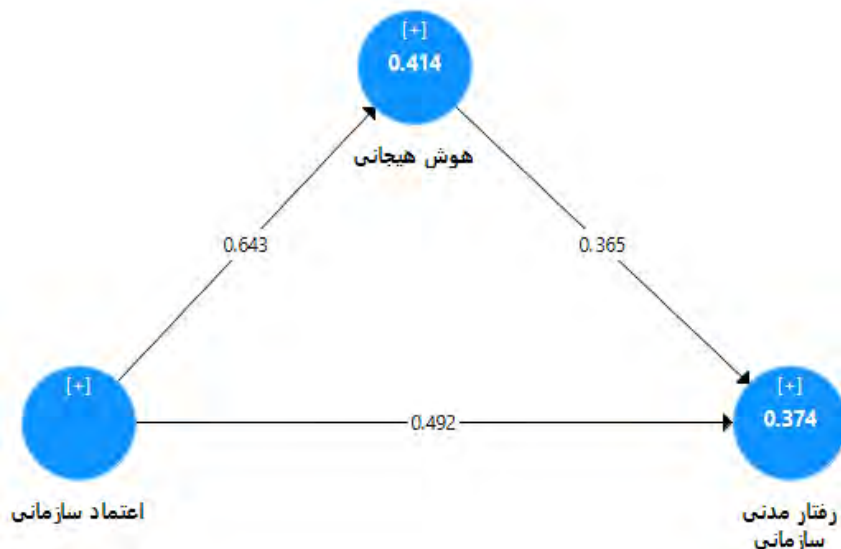 [+]
0.414
هوش هیجانی
0.643
0.365
[+]
0.492
[+]
0.374
اعتماد سازمانی
رفتار مدنی
سازمانی